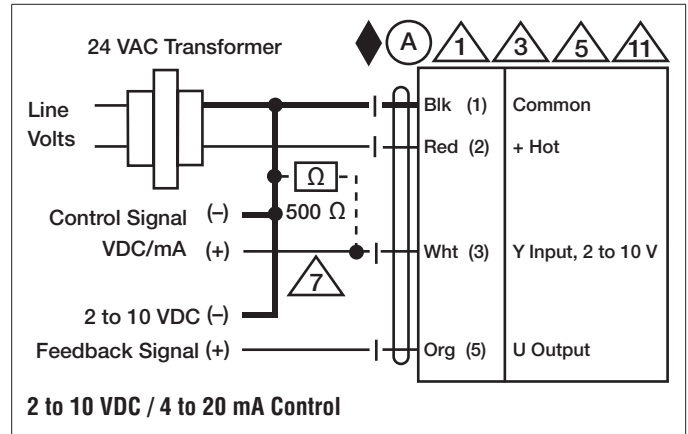 24 VAC Transformer
A 1 3 5 11
Line
Volts
Blk (1) Common
Red (2) + Hot
Ω
500 Ω
Control Signal (–)
VDC/mA (+)
7
Wht (3) Y Input, 2 to 10 V
2 to 10 VDC (–)
Feedback Signal (+)
Org (5) U Output
2 to 10 VDC / 4 to 20 mA Control